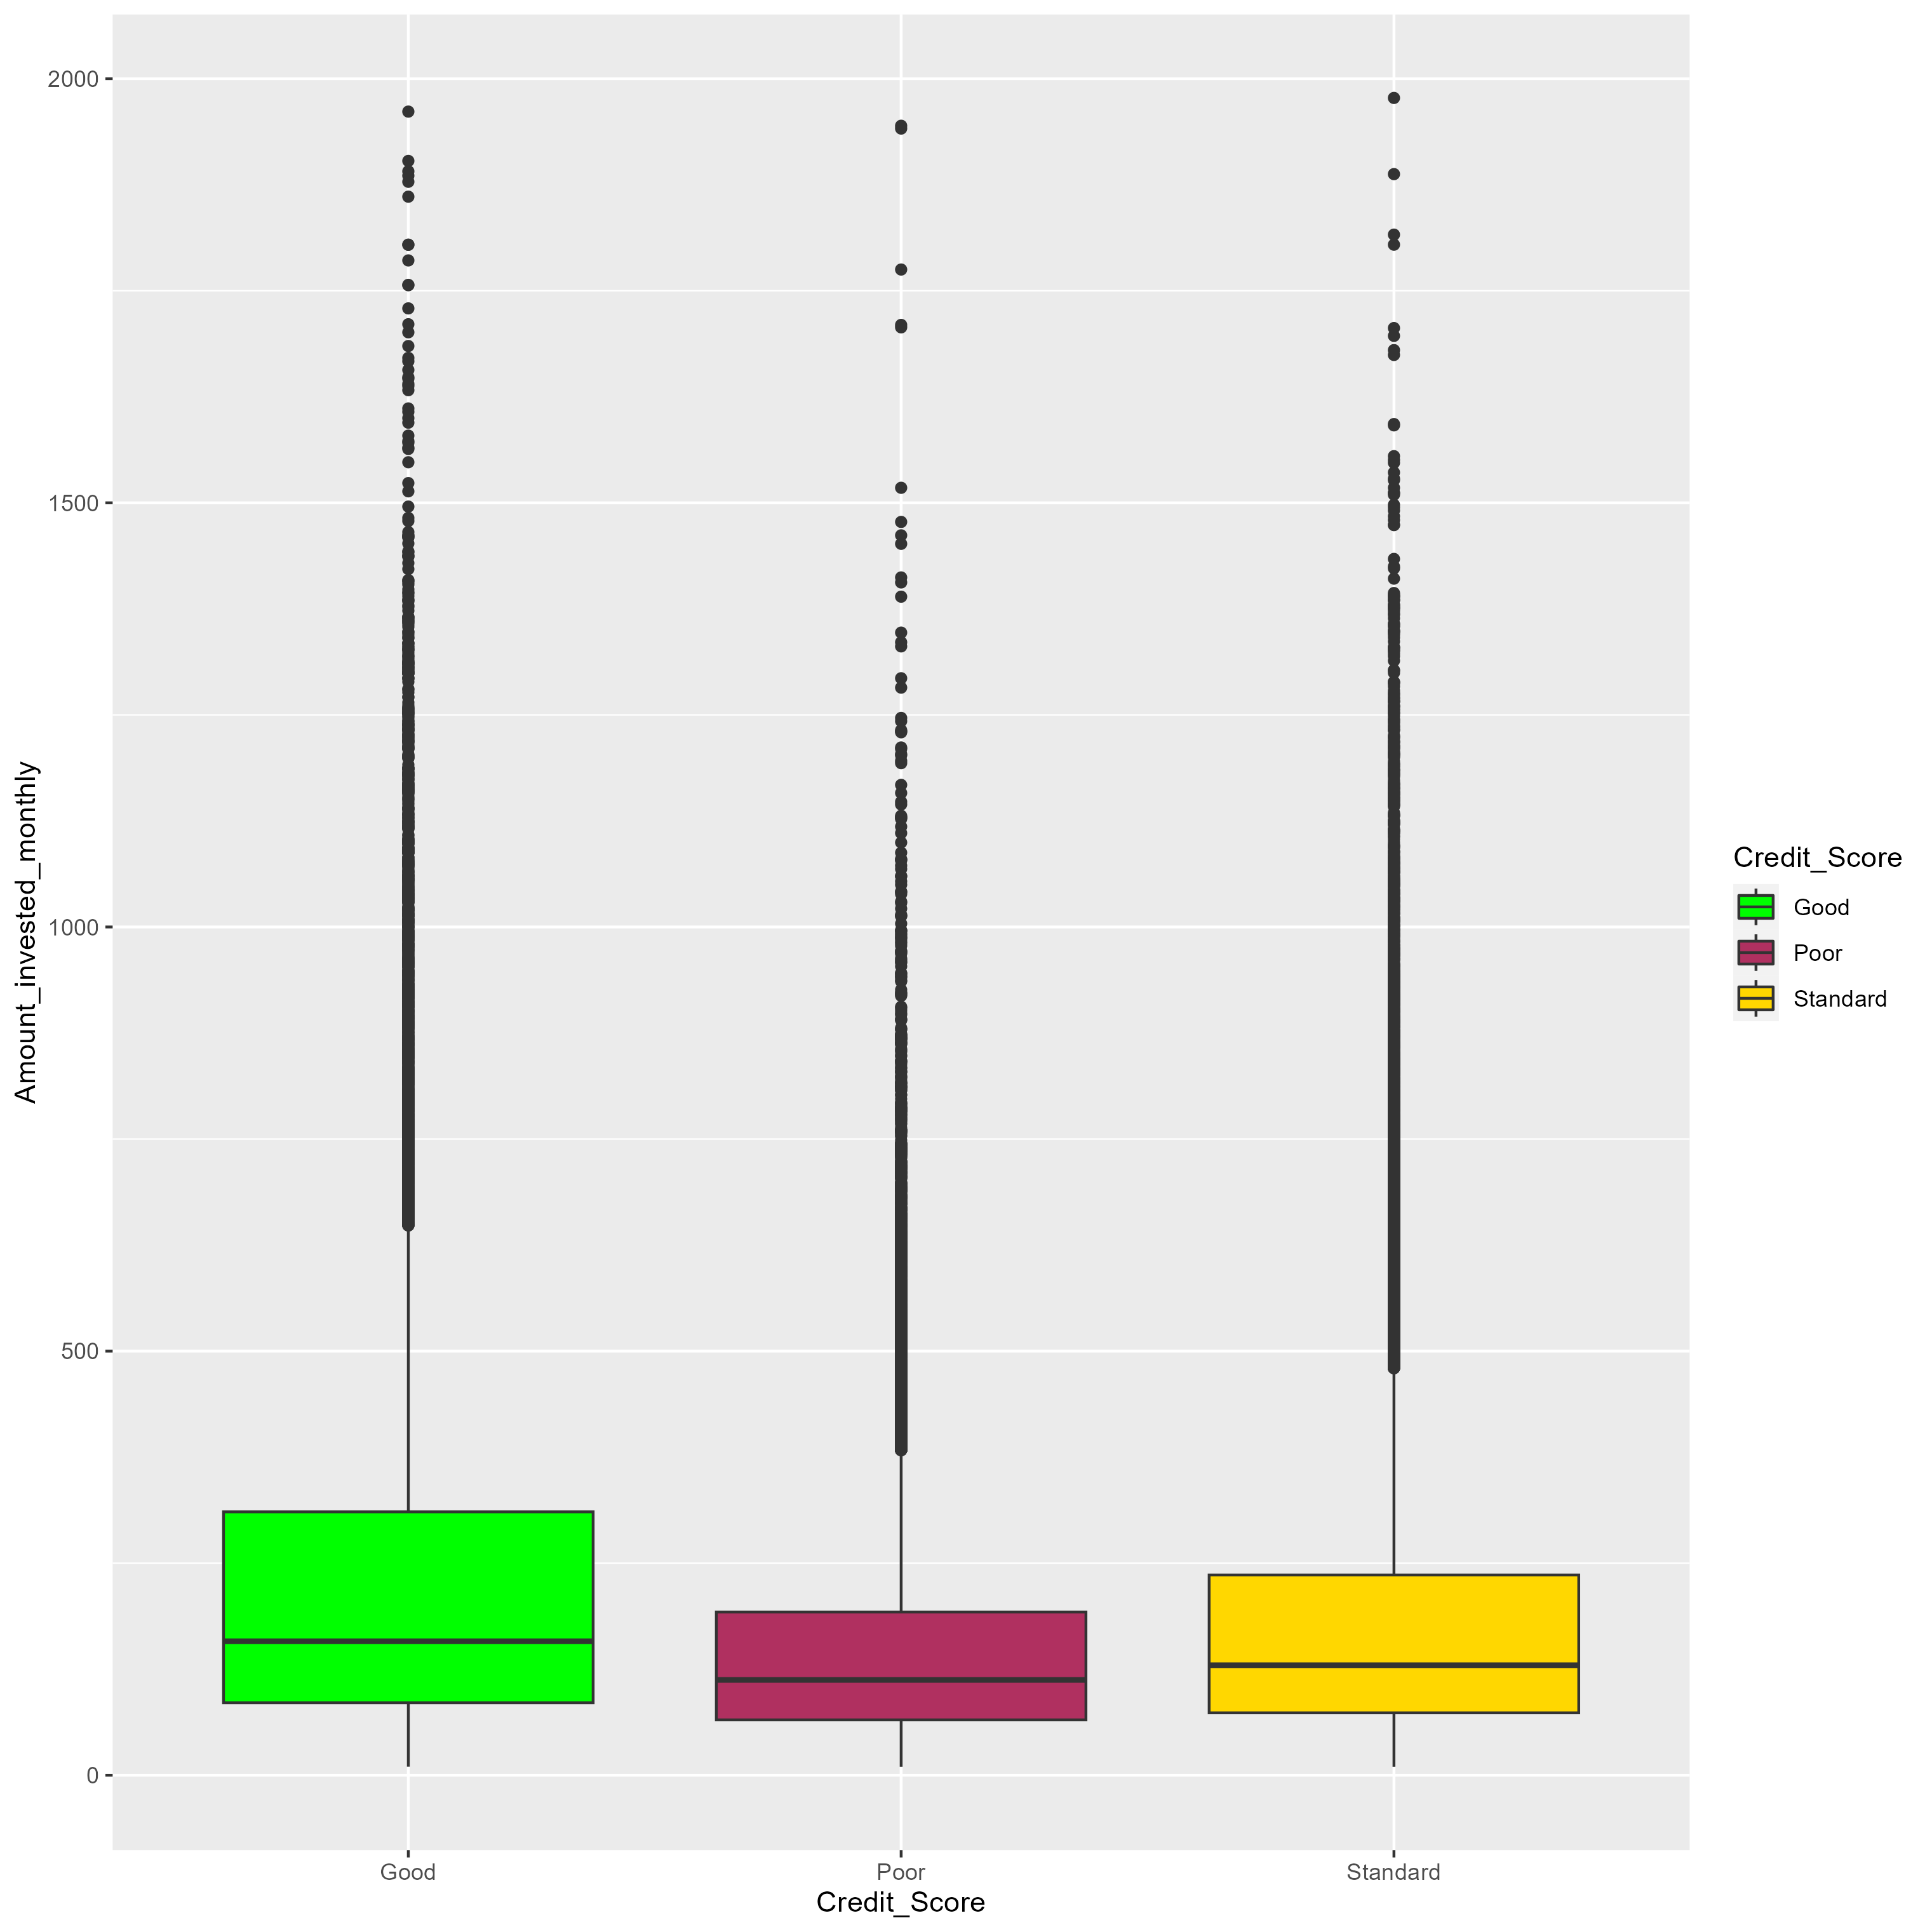 2000
1500
1000
500
0
Amount_invested_monthly
Good
Poor
Standard
Credit_Score
Credit_Score
Good
Poor
Standard